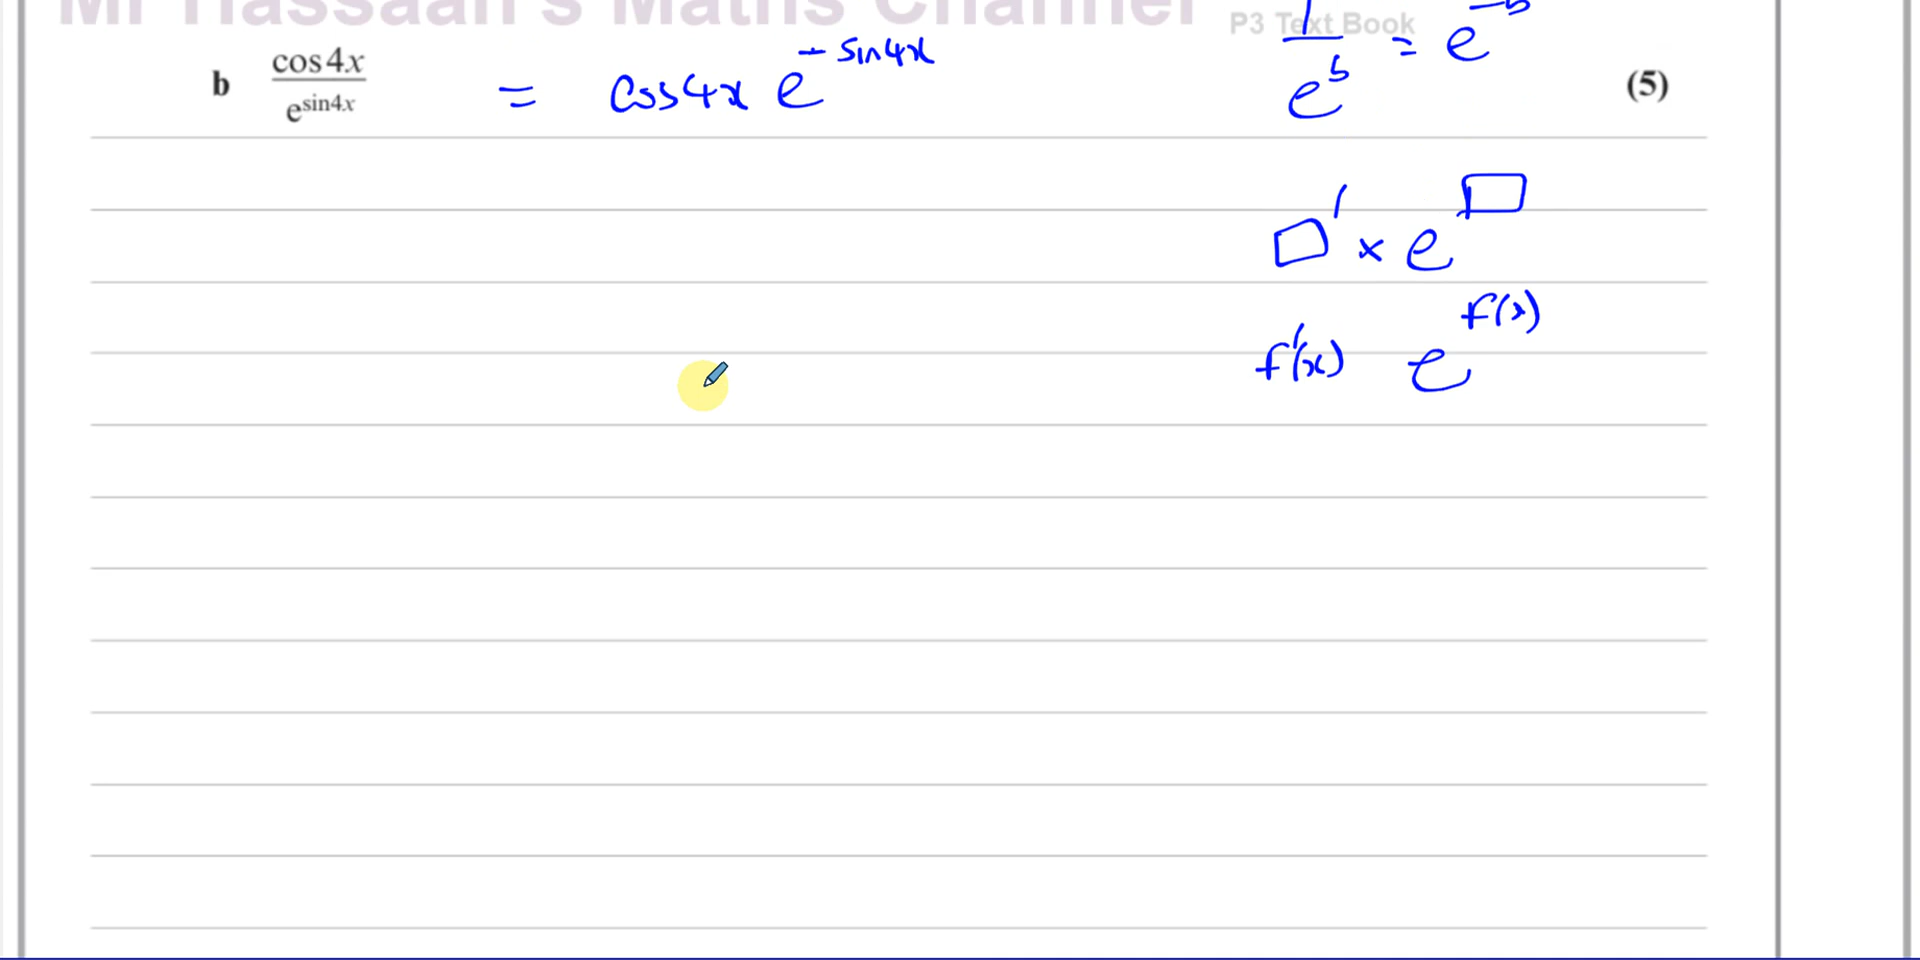 Mr Hassaan's Maths Channel
P3 Text Book
b cos4x / e^sin4x = cos4x e^-sin4x
1/e^b = e^-b
(5)
□' × e^□
f'(x) e^f(x)